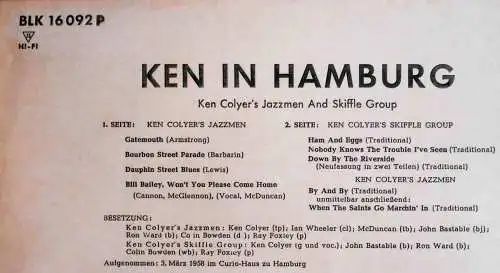 BLK 16092 P
HI-FI
KEN IN HAMBURG
Ken Colyer's Jazzmen And Skiffle Group
1. SEITE: KEN COLYER'S JAZZMEN
Gatemouth (Armstrong)
Bourbon Street Parade (Barbarin)
Dauphin Street Blues (Lewis)
Bill Bailey, Won't You Please Come Home
(Cannon, McGlennon), (Vocal, McDuncan)
2. SEITE: KEN COLYER'S SKIFFLE GROUP
Ham And Eggs (Traditional)
Nobody Knows The Trouble I've Seen (Traditional)
Down By The Riverside
(Neufassung in zwei Teilen) (Traditional)
KEN COLYER'S JAZZMEN
By And By (Traditional)
unmittelbar anschließend:
When The Saints Go Marchin' In (Traditional)
BESETZUNG:
Ken Colyer's Jazzmen: Ken Colyer (tp), Ian Wheeler (cl); McDuncan (tb); John Bastable (bj);
Ron Ward (b); Co in Bowden (d ); Ray Foxley (p)
Ken Colyer's Skiffle Group: Ken Colyer (g und voc.); John Bastable (b); Ron Ward (b);
Colin Bowden (wb); Ray Foxley (p)
Aufgenommen: 3. März 1958 im Curio-Haus zu Hamburg